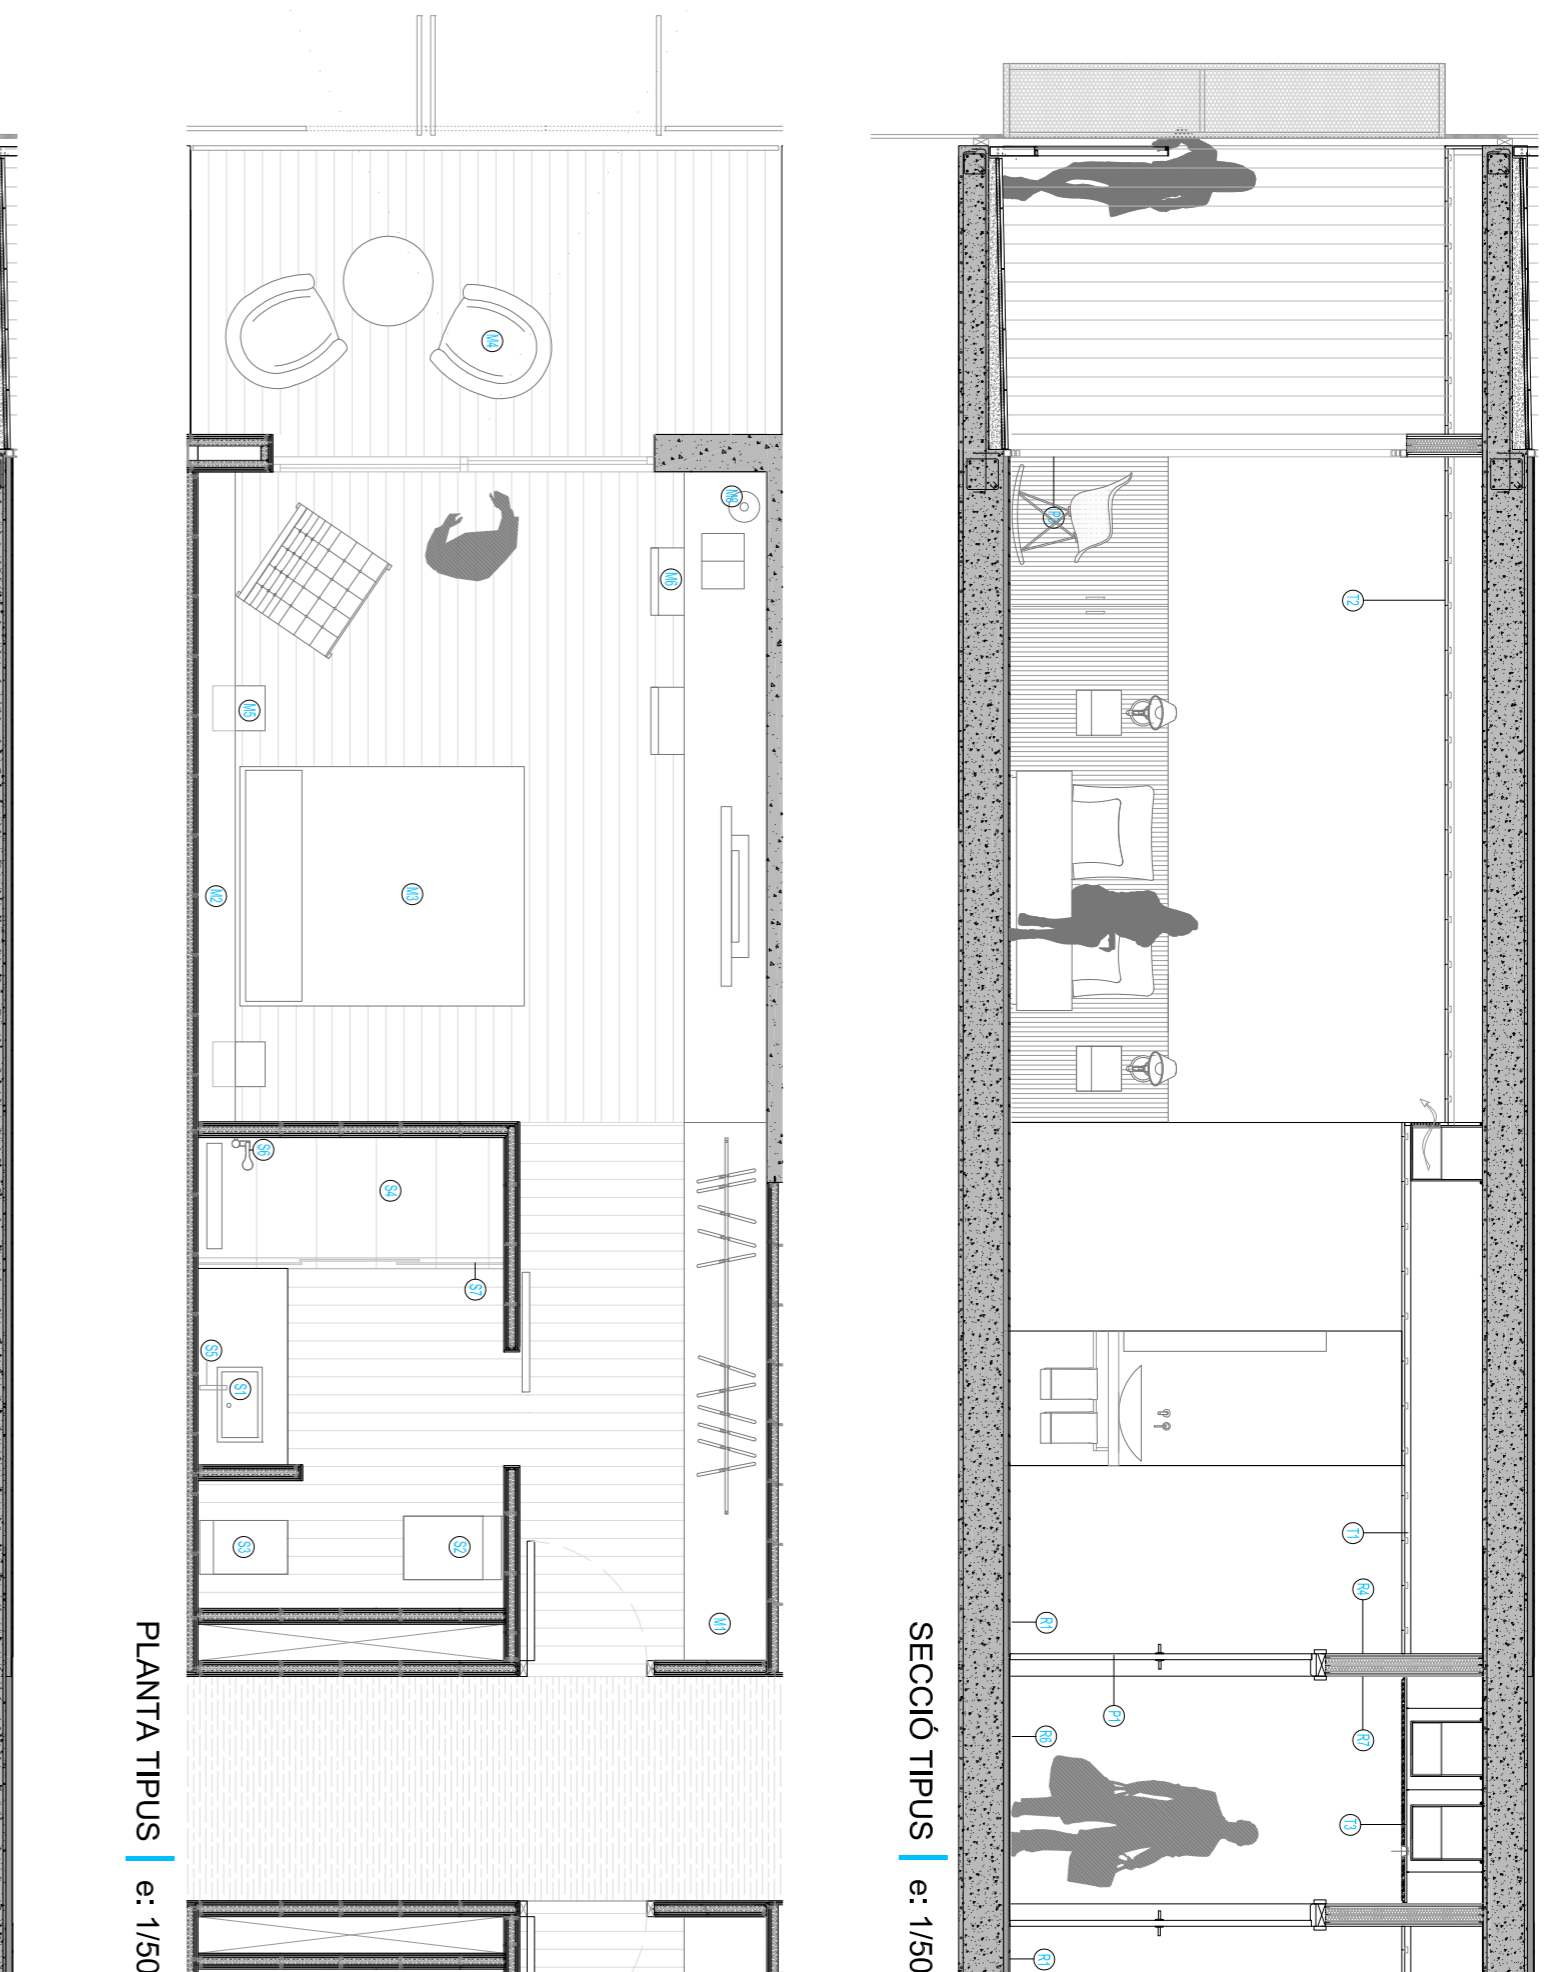 T2
T1
R4
R7
T3
P1
R1
R6
R1
SECCIÓ TIPUS | e: 1/50
M1
M6
M4
S7
S2
M3
S4
S6
M5
S3
S1
M2
S5
PLANTA TIPUS | e: 1/50